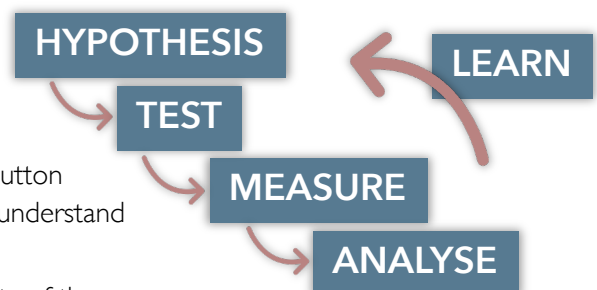 HYPOTHESIS
LEARN
TEST
utton
MEASURE
understand
ANALYSE